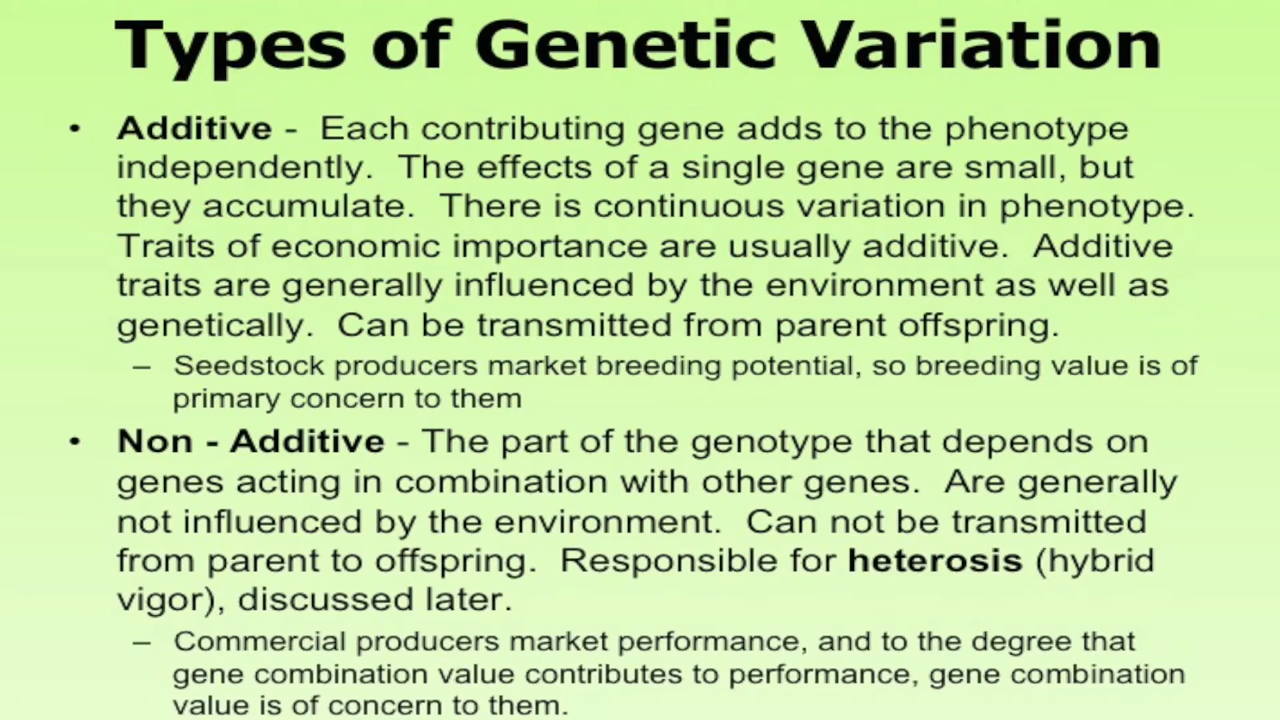 Types of Genetic Variation
• Additive - Each contributing gene adds to the phenotype
independently. The effects of a single gene are small, but
they accumulate. There is continuous variation in phenotype.
Traits of economic importance are usually additive. Additive
traits are generally influenced by the environment as well as
genetically. Can be transmitted from parent offspring.
– Seedstock producers market breeding potential, so breeding value is of
primary concern to them
• Non - Additive - The part of the genotype that depends on
genes acting in combination with other genes. Are generally
not influenced by the environment. Can not be transmitted
from parent to offspring. Responsible for heterosis (hybrid
vigor), discussed later.
– Commercial producers market performance, and to the degree that
gene combination value contributes to performance, gene combination
value is of concern to them.